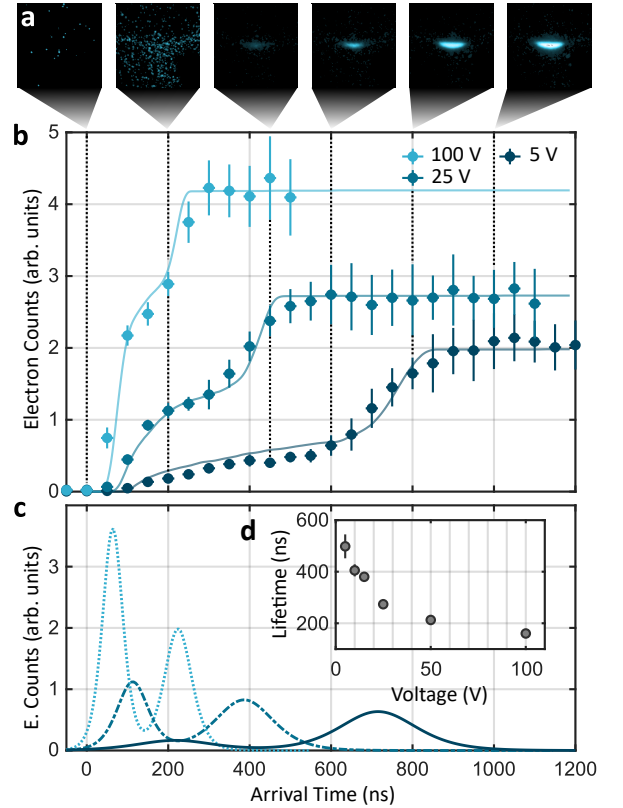 a
b
100 V
5 V
25 V
Electron Counts (arb. units)
5
4
3
2
1
0
c
E. Counts (arb. units)
3
2
1
0
0
200
400
600
800
1000
1200
Arrival Time (ns)
d
Lifetime (ns)
600
400
200
0
50
100
Voltage (V)